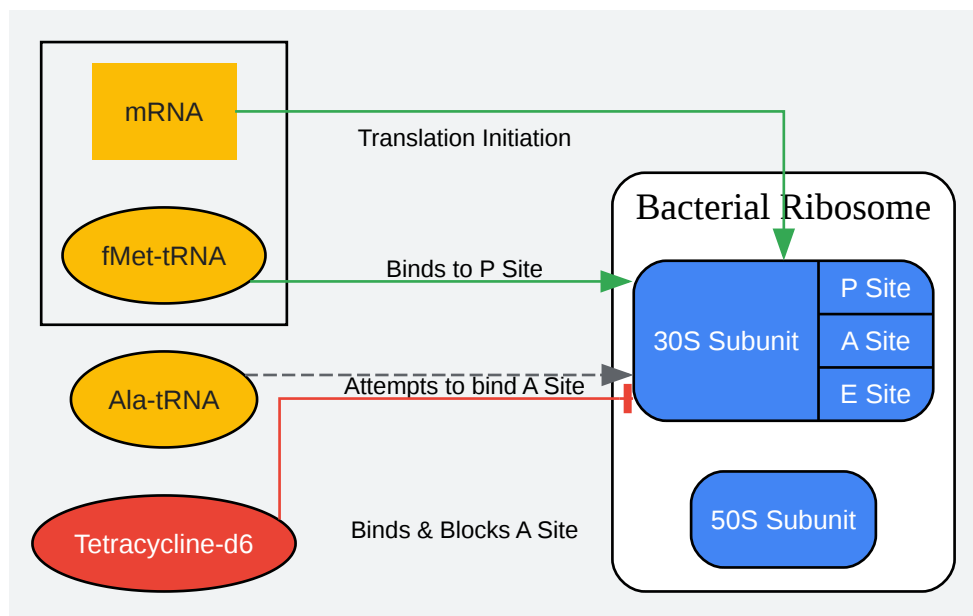 mRNA
Translation Initiation
Bacterial Ribosome
fMet-tRNA
Binds to P Site
30S Subunit
P Site
A Site
E Site
Ala-tRNA
Attempts to bind A Site
Tetracycline-d6
Binds & Blocks A Site
50S Subunit